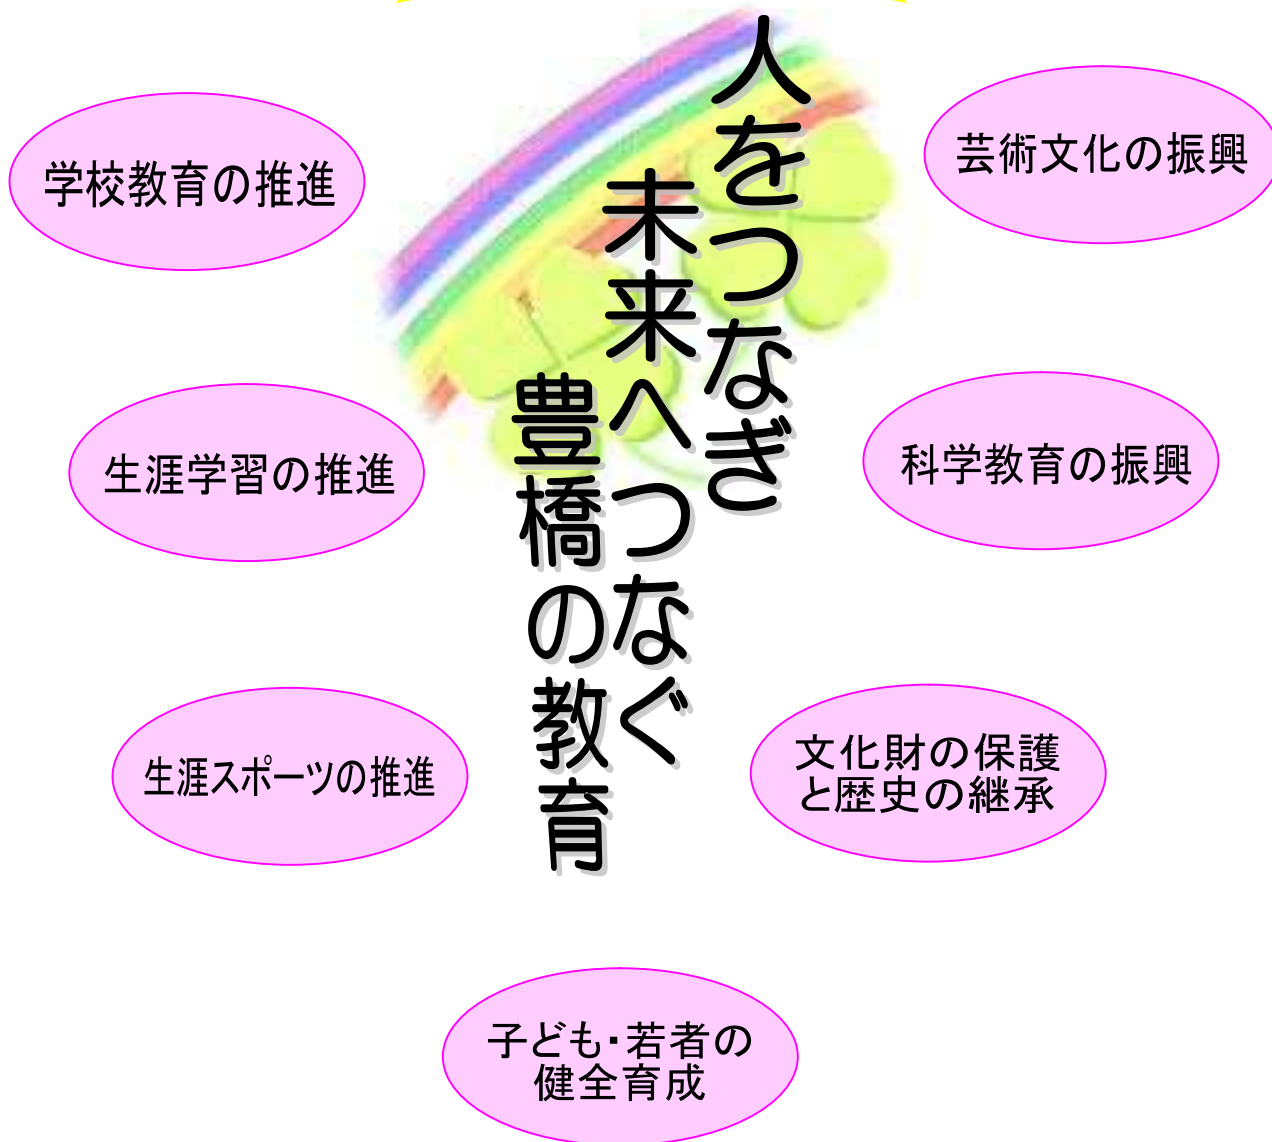 人をつなぎ
未来へつなぐ
豊橋の教育
学校教育の推進
芸術文化の振興
生涯学習の推進
科学教育の振興
生涯スポーツの推進
文化財の保護
と歴史の継承
子ども・若者の
健全育成